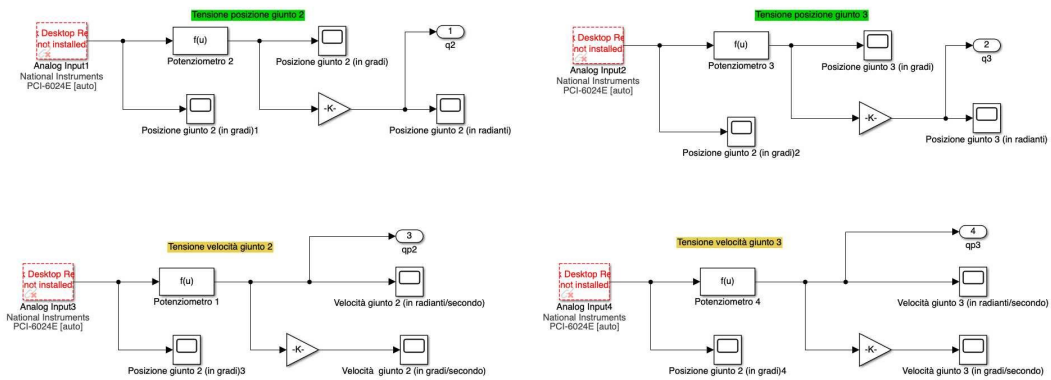 Tensione posizione giunto 2
k Desktop Re
not installed
Analog Input1
National Instruments
PCI-6024E [auto]
f(u)
Potenziometro 2
Posizione giunto 2 (in gradi)
1
q2
Posizione giunto 2 (in gradi)1
-K-
Posizione giunto 2 (in radianti)
Tensione posizione giunto 3
k Desktop Re
not installed
Analog Input2
National Instruments
PCI-6024E [auto]
f(u)
Potenziometro 3
Posizione giunto 3 (in gradi)
2
q3
Posizione giunto 2 (in gradi)2
-K-
Posizione giunto 3 (in radianti)
Tensione velocità giunto 2
k Desktop Re
not installed
Analog Input3
National Instruments
PCI-6024E [auto]
f(u)
Potenziometro 1
3
qp2
Velocità giunto 2 (in radianti/secondo)
Posizione giunto 2 (in gradi)3
-K-
Velocità giunto 2 (in gradi/secondo)
Tensione velocità giunto 3
k Desktop Re
not installed
Analog Input4
National Instruments
PCI-6024E [auto]
f(u)
Potenziometro 4
4
qp3
Velocità giunto 3 (in radianti/secondo)
Posizione giunto 2 (in gradi)4
-K-
Velocità giunto 3 (in gradi/secondo)